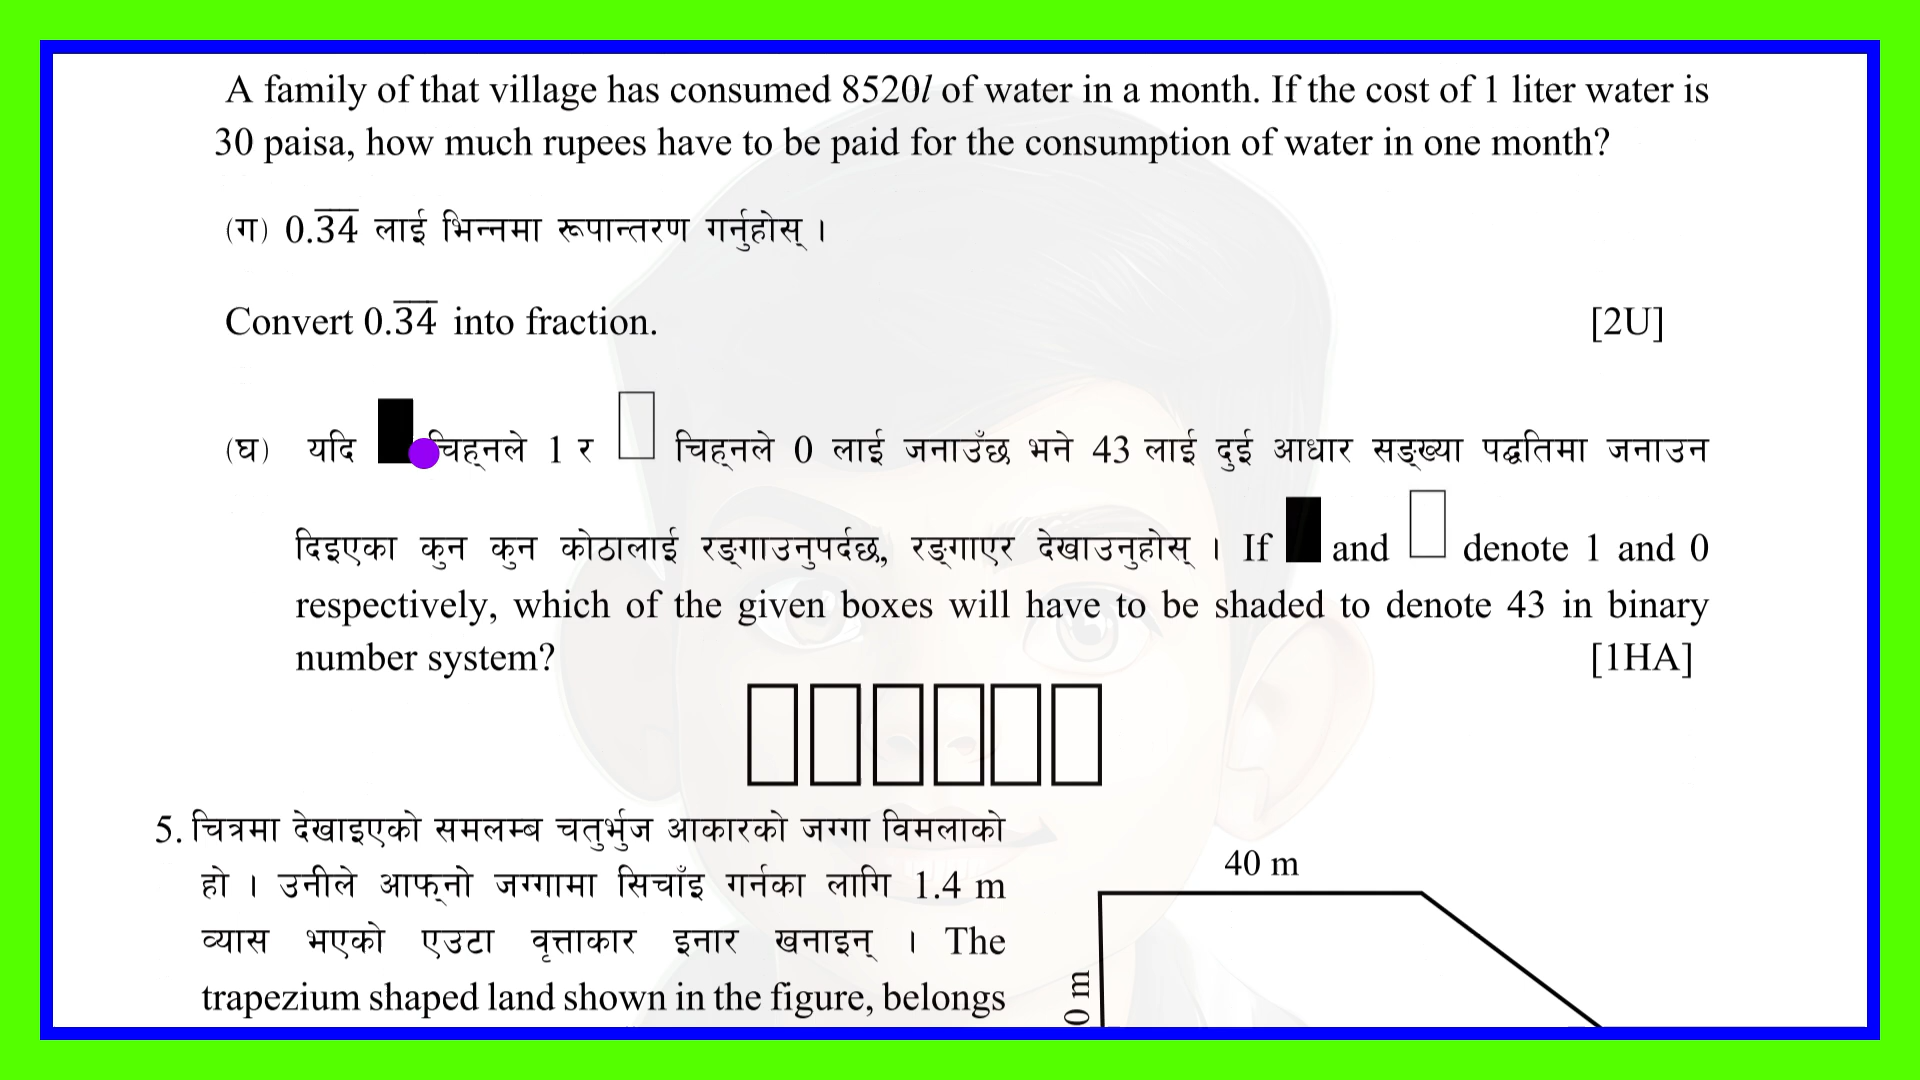 A family of that village has consumed 8520l of water in a month. If the cost of 1 liter water is
30 paisa, how much rupees have to be paid for the consumption of water in one month?
(ग) 0.3̅4̅ लाई भिन्नमा रूपान्तरण गर्नुहोस् ।
Convert 0.3̅4̅ into fraction. [2U]
(घ) यदि चिह्नले 1 र चिह्नले 0 लाई जनाउँछ भने 43 लाई दुई आधार सङ्ख्या पद्धतिमा जनाउन
दिइएका कुन कुन कोठालाई रङ्गाउनुपर्दछ, रङ्गाएर देखाउनुहोस् । If and denote 1 and 0
respectively, which of the given boxes will have to be shaded to denote 43 in binary
number system? [1HA]
5. चित्रमा देखाइएको समलम्ब चतुर्भुज आकारको जग्गा विमलाको
हो । उनीले आफ्नो जग्गामा सिचाँइ गर्नका लागि 1.4 m
व्यास भएको एउटा वृत्ताकार इनार खनाइन् । The
trapezium shaped land shown in the figure, belongs
40 m
0 m